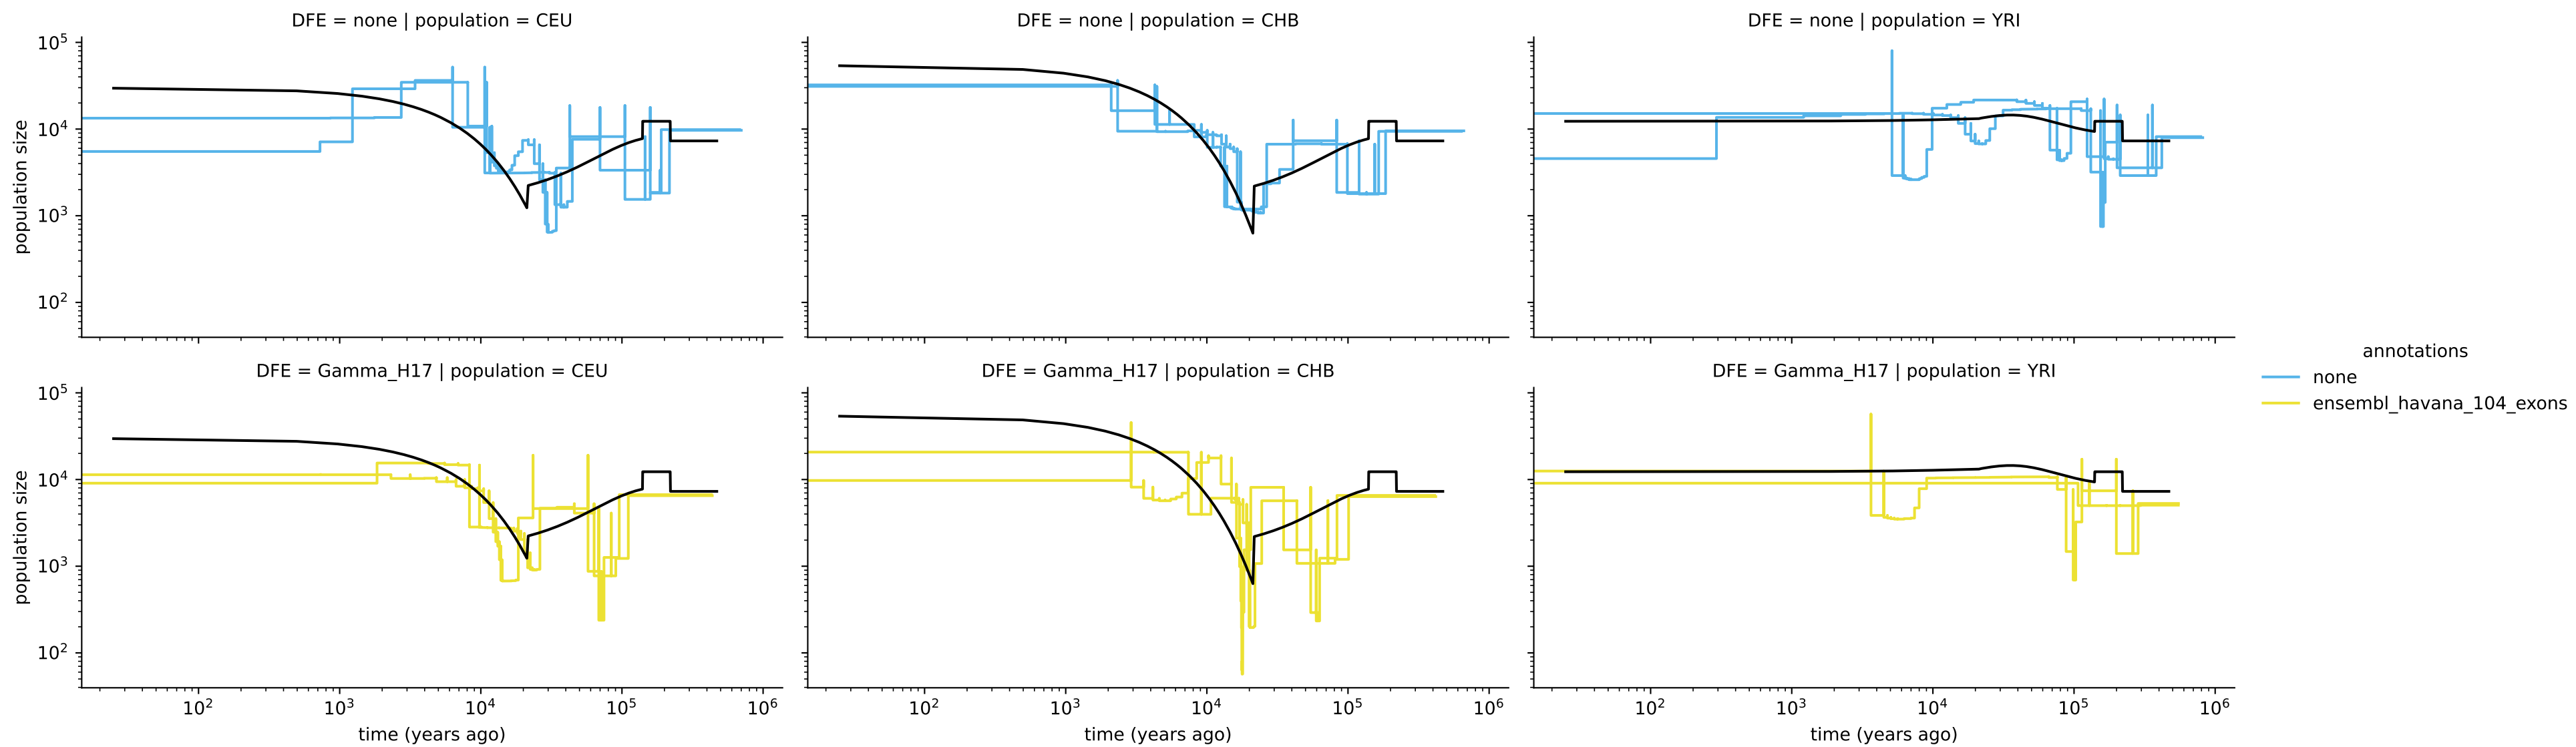 DFE = none | population = CEU
DFE = none | population = CHB
DFE = none | population = YRI
10^5
10^4
10^3
10^2
population size
DFE = Gamma_H17 | population = CEU
DFE = Gamma_H17 | population = CHB
DFE = Gamma_H17 | population = YRI
annotations
none
ensembl_havana_104_exons
10^5
10^4
10^3
10^2
population size
10^2 10^3 10^4 10^5 10^6
10^2 10^3 10^4 10^5 10^6
10^2 10^3 10^4 10^5 10^6
time (years ago)
time (years ago)
time (years ago)